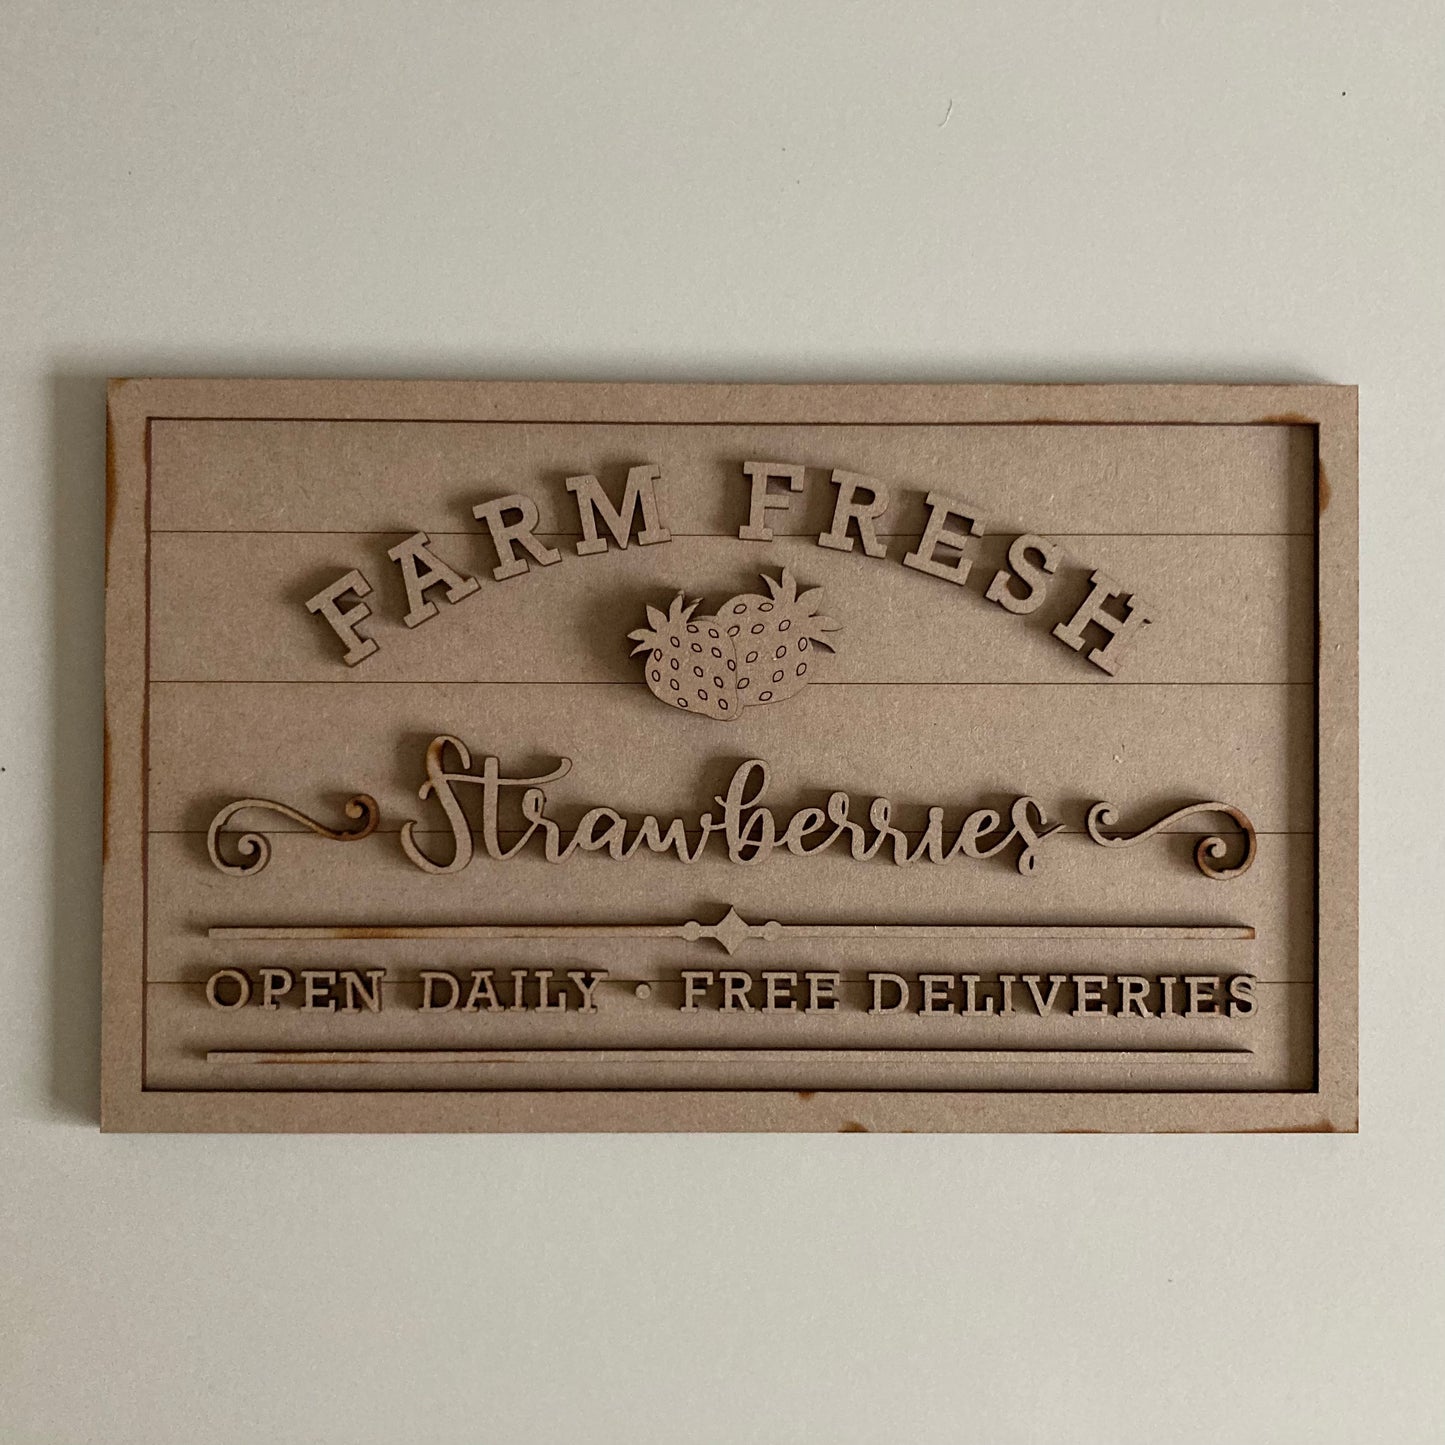 FARM FRESH
Strawberries
OPEN DAILY • FREE DELIVERIES